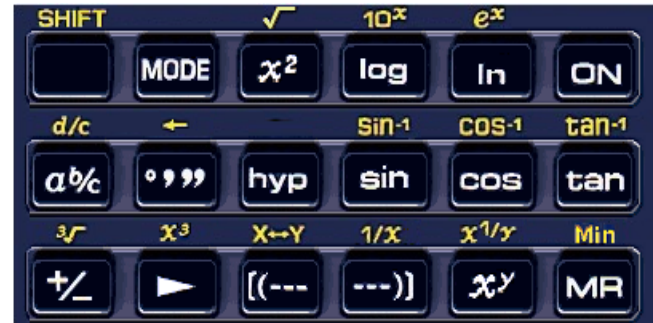 SHIFT √ 10ˣ eˣ
MODE x² log ln ON
d/c ← sin-1 cos-1 tan-1
a b/c ° ’ ” hyp sin cos tan
³√ x³ X↔Y 1/x x1/y Min
+/− ► [(--- ---)] xʸ MR